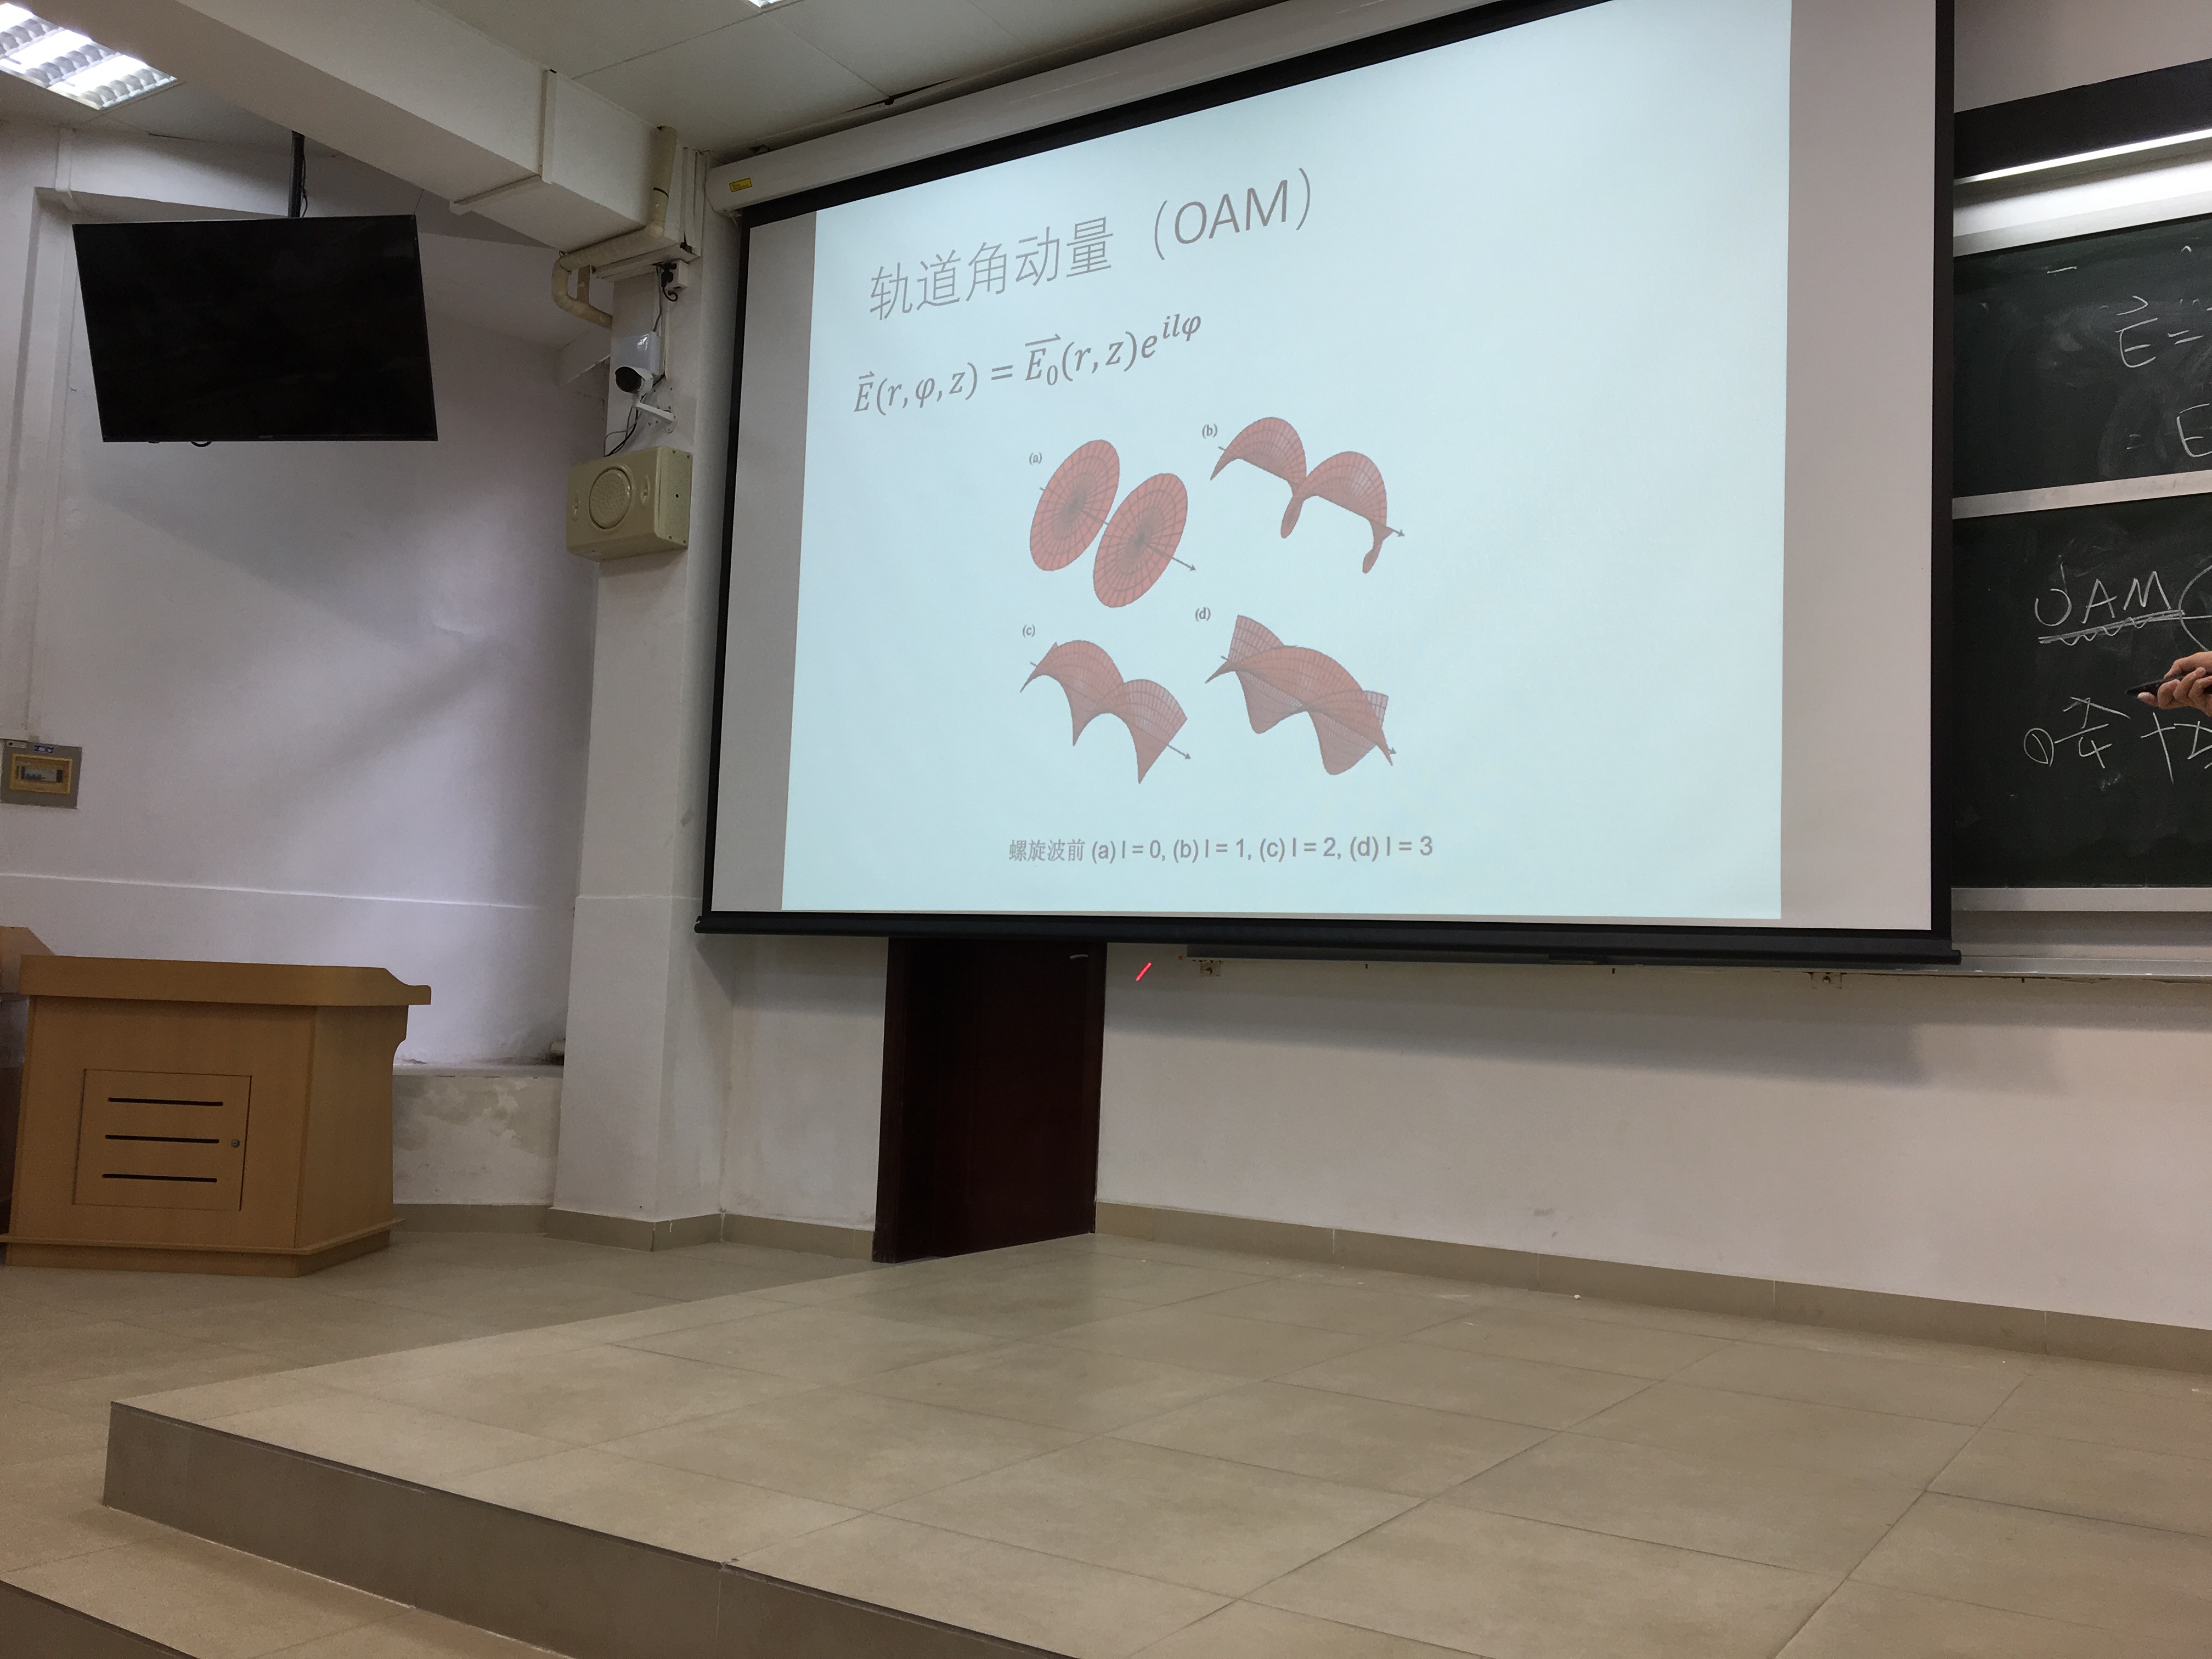 轨道角动量（OAM）
$\vec{E}(r,\varphi,z) = \vec{E_0}(r,z)e^{il\varphi}$
(a)
(b)
(c)
(d)
螺旋波前 (a) l = 0, (b) l = 1, (c) l = 2, (d) l = 3
$\vec{E}$ =
= E
OAM